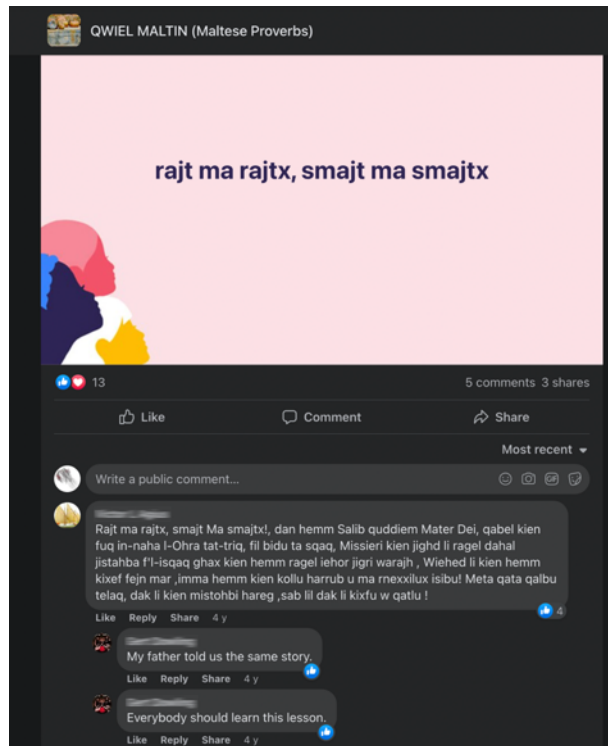 QWIEL MALTIN (Maltese Proverbs)
rajt ma rajtx, smajt ma smajtx
13
5 comments 3 shares
Like
Comment
Share
Most recent
Write a public comment...
GIF
Rajt ma rajtx, smajt Ma smajtx!, dan hemm Salib quddiem Mater Dei, qabel kien
fuq in-naha l-Ohra tat-triq, fil bidu ta sqaq, Missieri kien jighd li ragel dahal
jistahba f'l-isqaq ghax kien hemm ragel iehor jigri warajh , Wiehed li kien hemm
kixef fejn mar ,imma hemm kien kollu harrub u ma rnexxilux isibu! Meta qata qalbu
telaq, dak li kien mistohbi hareg ,sab lil dak li kixfu w qatlu !
4
Like Reply Share 4 y
My father told us the same story.
Like Reply Share 4 y
Everybody should learn this lesson.
Like Reply Share 4 y